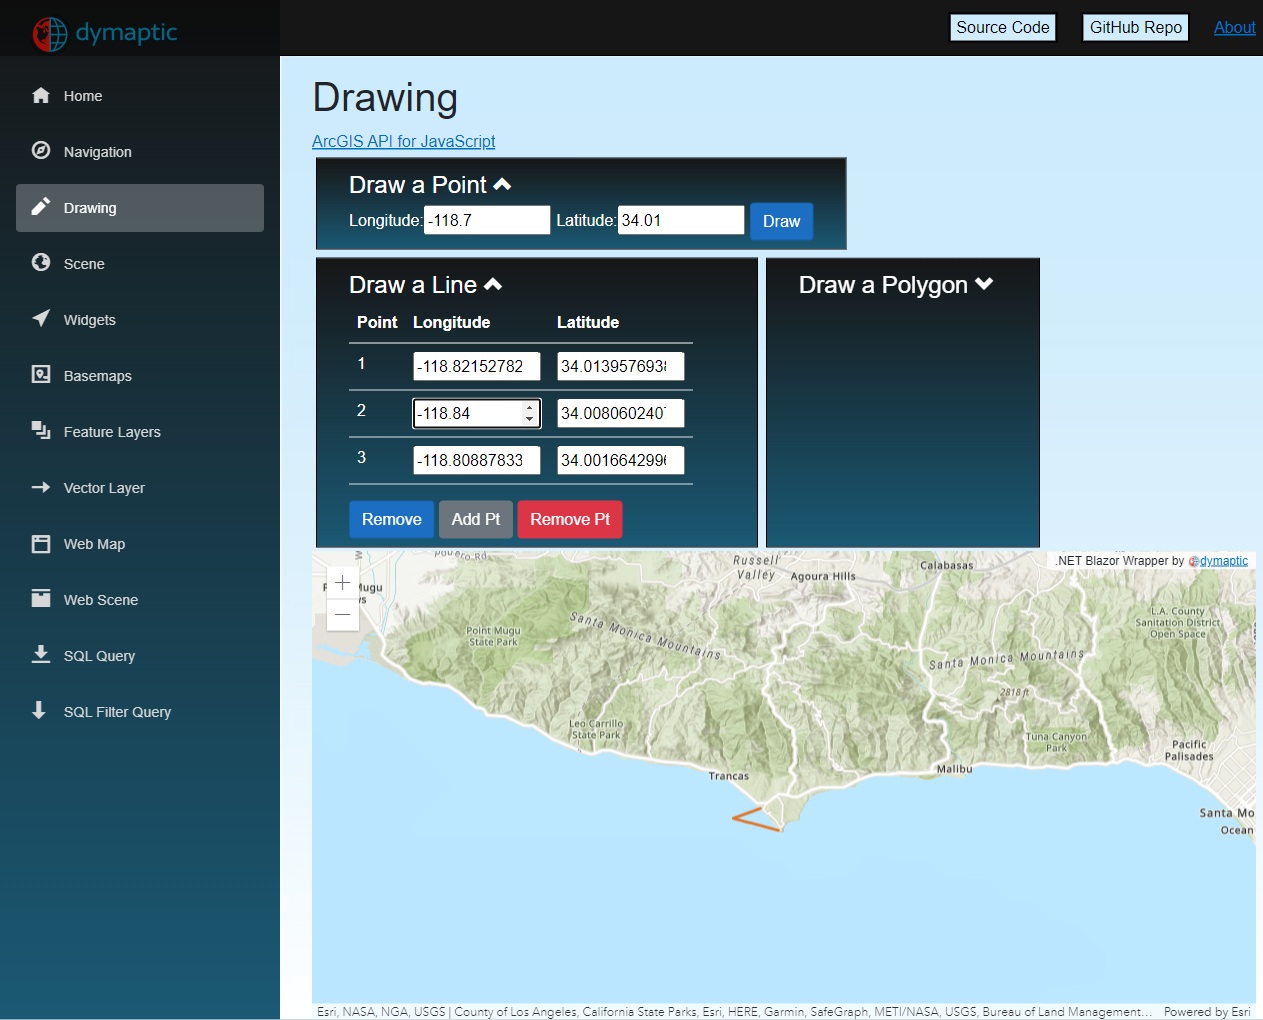 dymaptic
Source Code
GitHub Repo
About
Home
Navigation
Drawing
Scene
Widgets
Basemaps
Feature Layers
Vector Layer
Web Map
Web Scene
SQL Query
SQL Filter Query
Drawing
ArcGIS API for JavaScript
Draw a Point
Longitude: -118.7 Latitude: 34.01 Draw
Draw a Line
Point Longitude Latitude
1 -118.82152782 34.0139576938
2 -118.84 34.0080602407
3 -118.80887833 34.0016642996
Remove Add Pt Remove Pt
Draw a Polygon
.NET Blazor Wrapper by dymaptic
Russell
Valley
Agoura Hills
Calabasas
Mugu
Point Mugu
State Park
Santa Monica Mountains
L.A. County
Sanitation District
Open Space
Santa Monica Mountains
2818 ft
Leo Carrillo
State Park
Tuna Canyon
Park
Pacific
Palisades
Trancas
Malibu
Santa Mo
Ocean
Esri, NASA, NGA, USGS | County of Los Angeles, California State Parks, Esri, HERE, Garmin, SafeGraph, METI/NASA, USGS, Bureau of Land Management...
Powered by Esri